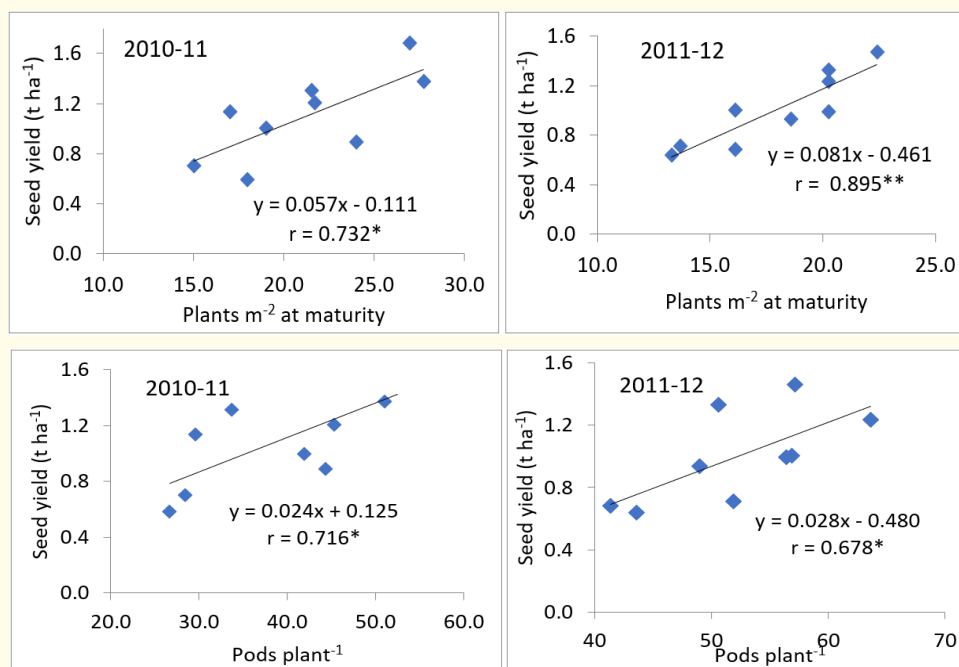 2010-11
Seed yield (t ha⁻¹)
1.6
1.2
0.8
0.4
0.0
y = 0.057x - 0.111
r = 0.732*
10.0 15.0 20.0 25.0 30.0
Plants m⁻² at maturity
2011-12
Seed yield (t ha⁻¹)
1.6
1.2
0.8
0.4
0.0
y = 0.081x - 0.461
r = 0.895**
10.0 15.0 20.0 25.0
Plants m⁻² at maturity
2010-11
Seed yield (t ha⁻¹)
1.6
1.2
0.8
0.4
0.0
y = 0.024x + 0.125
r = 0.716*
20.0 30.0 40.0 50.0 60.0
Pods plant⁻¹
2011-12
Seed yield (t ha⁻¹)
1.6
1.2
0.8
0.4
0.0
y = 0.028x - 0.480
r = 0.678*
40 50 60 70
Pods plant⁻¹